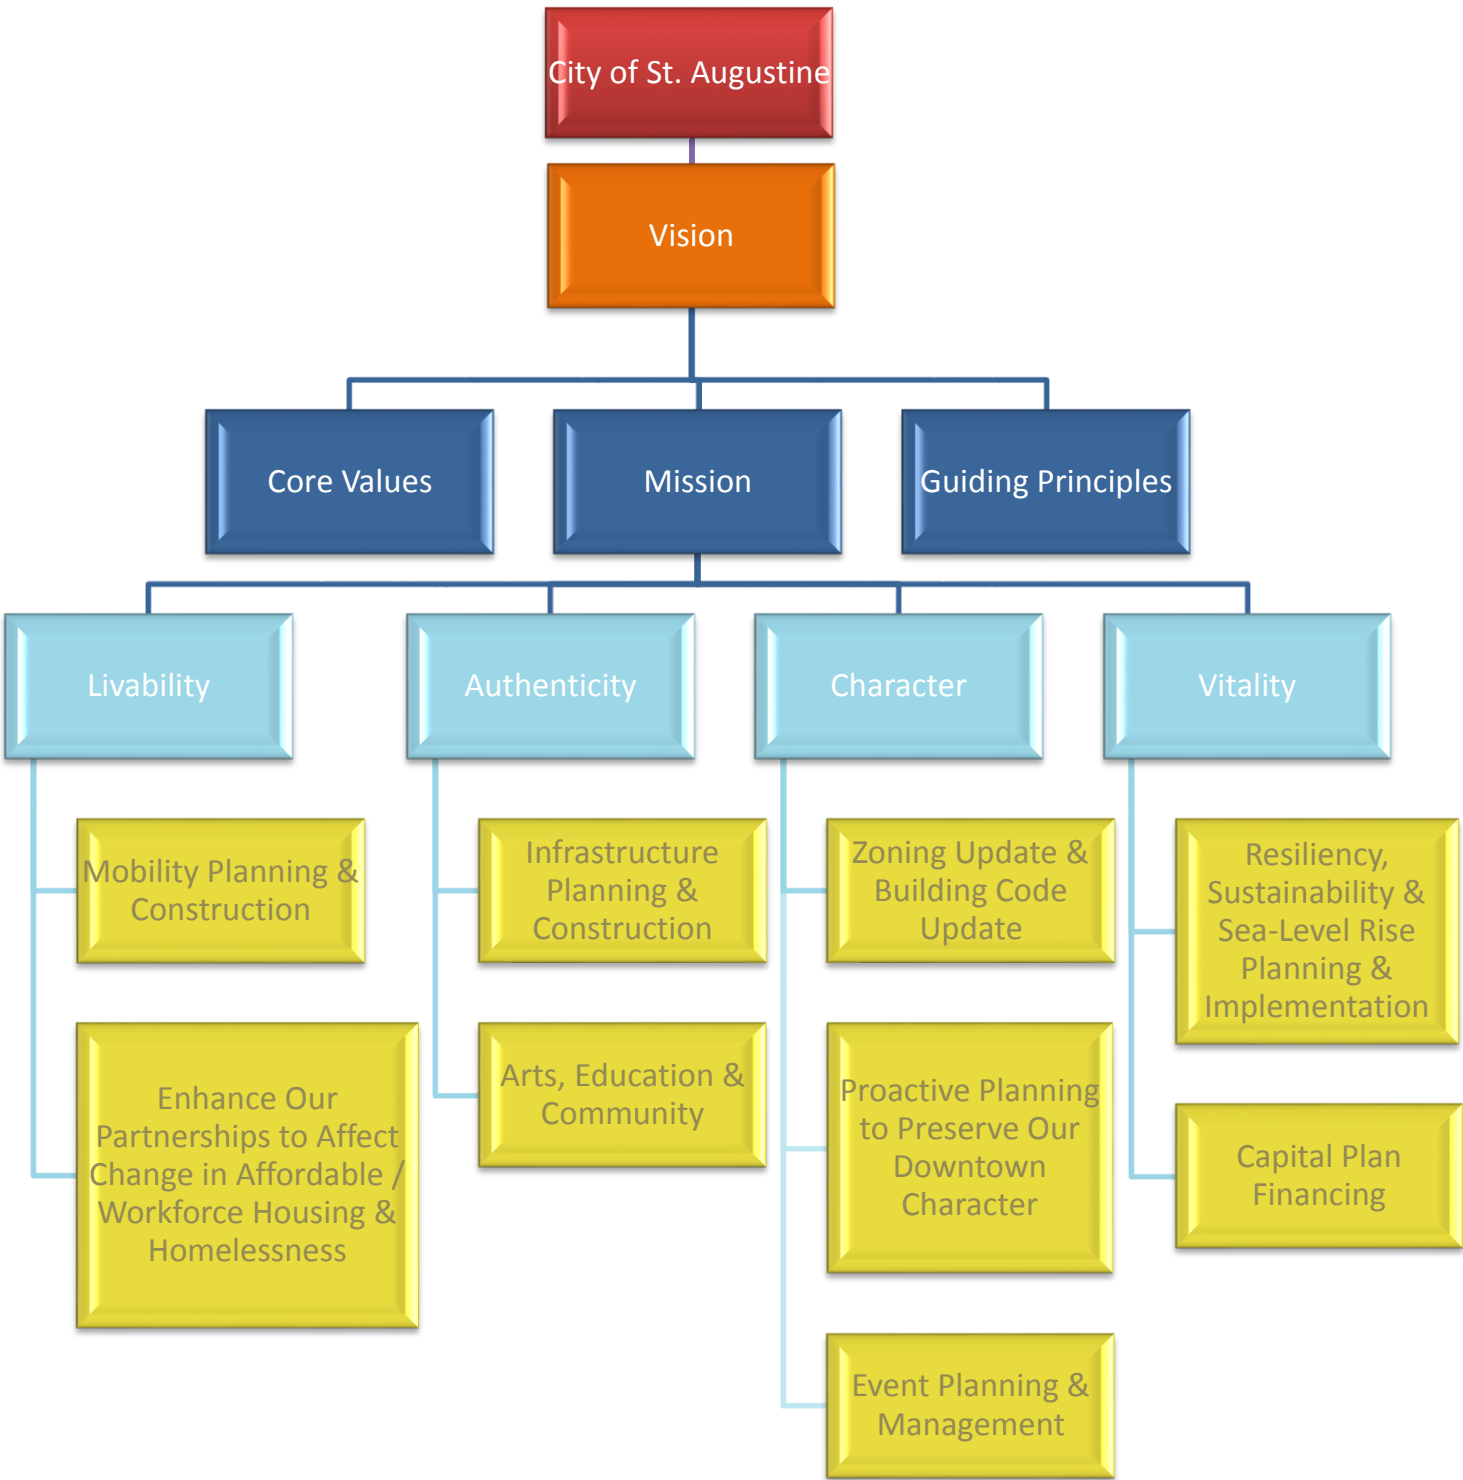 City of St. Augustine
Vision
Core Values
Mission
Guiding Principles
Livability
Authenticity
Character
Vitality
Mobility Planning &
Construction
Enhance Our
Partnerships to Affect
Change in Affordable /
Workforce Housing &
Homelessness
Infrastructure
Planning &
Construction
Arts, Education &
Community
Zoning Update &
Building Code
Update
Proactive Planning
to Preserve Our
Downtown
Character
Event Planning &
Management
Resiliency,
Sustainability &
Sea-Level Rise
Planning &
Implementation
Capital Plan
Financing